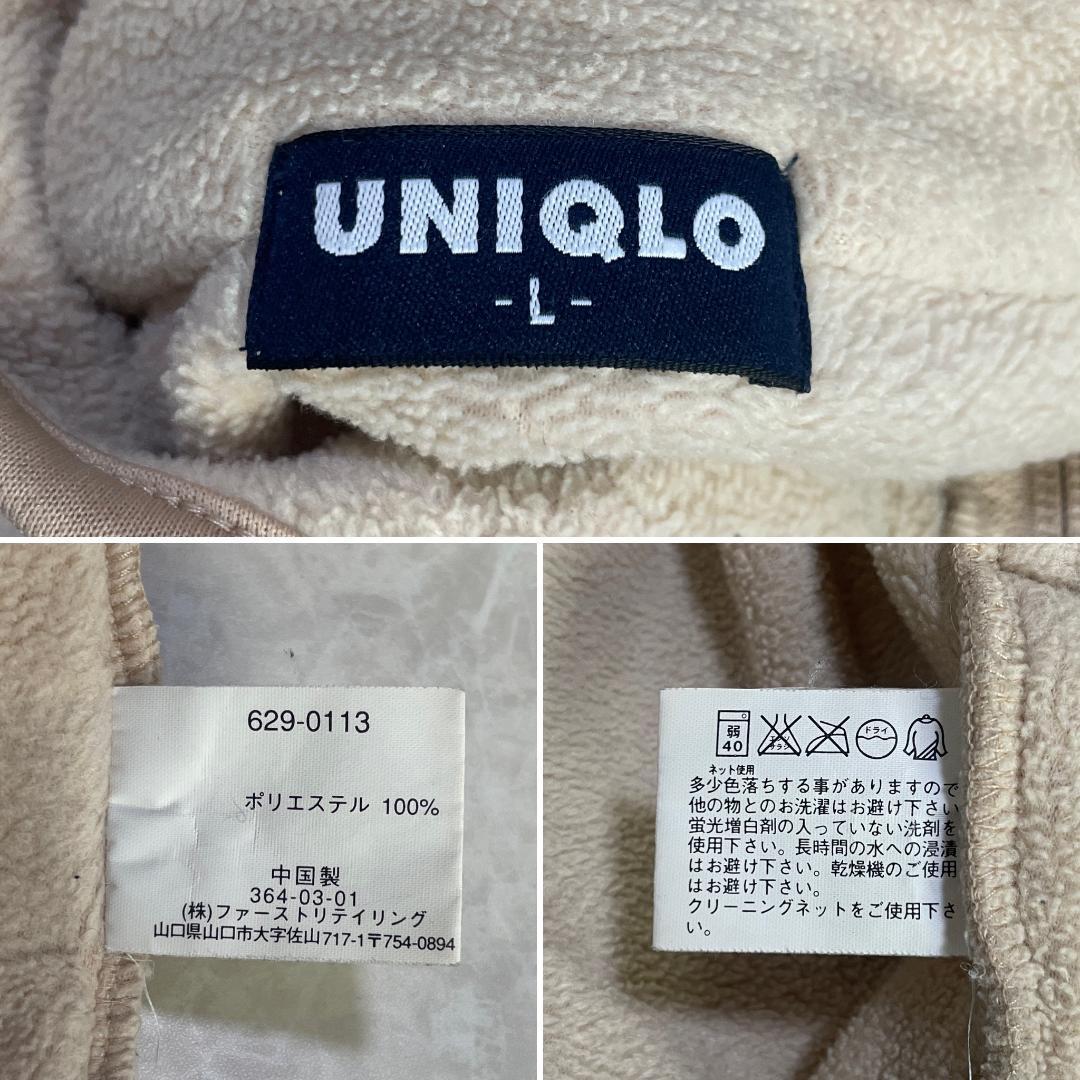 UNIQLO
-L-
629-0113
ポリエステル 100%
中国製
364-03-01
(株)ファーストリテイリング
山口県山口市大字佐山717-1〒754-0894
弱
40
エンソ
サラシ
ドライ
ネット使用
多少色落ちする事がありますので
他の物とのお洗濯はお避け下さい
蛍光増白剤の入っていない洗剤を
使用下さい。長時間の水への浸漬
はお避け下さい。乾燥機のご使用
はお避け下さい。
クリーニングネットをご使用下さ
い。